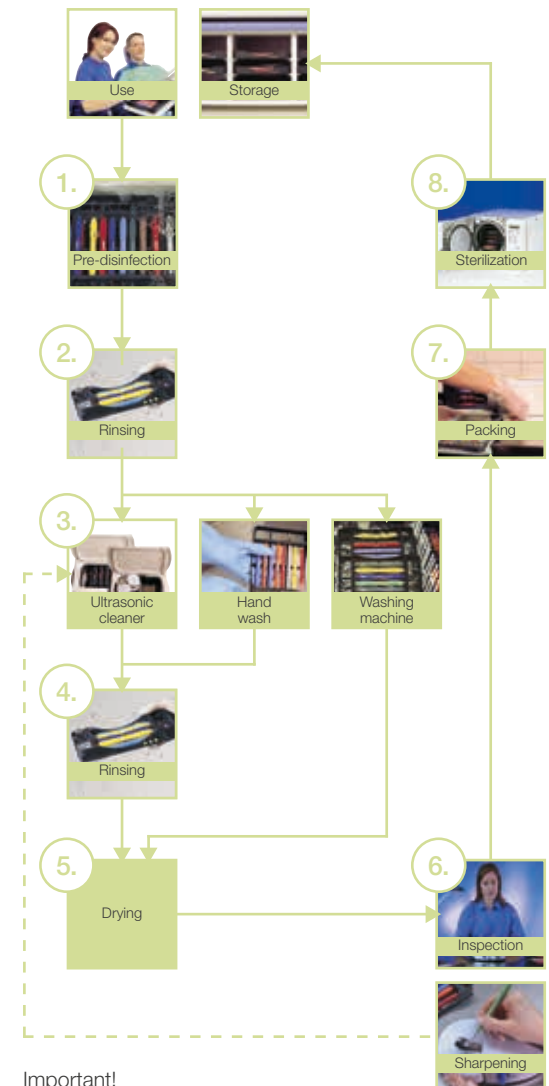 Use
Storage
1.
Pre-disinfection
8.
Sterilization
2.
Rinsing
7.
Packing
3.
Ultrasonic
cleaner
Hand
wash
Washing
machine
4.
Rinsing
5.
Drying
6.
Inspection
Sharpening
Important!